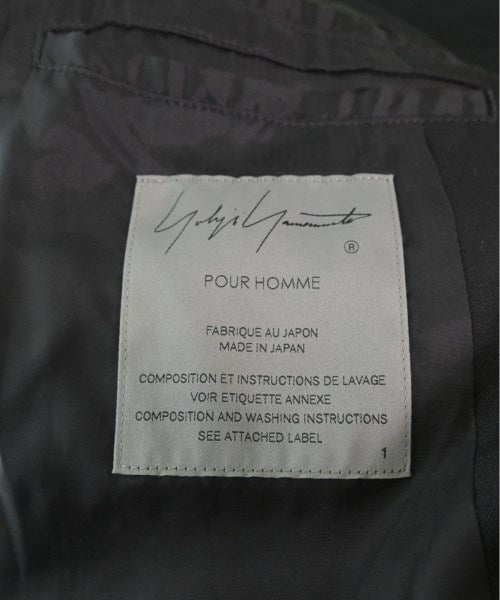 Yohji Yamamoto
®
POUR HOMME
FABRIQUE AU JAPON
MADE IN JAPAN
COMPOSITION ET INSTRUCTIONS DE LAVAGE
VOIR ETIQUETTE ANNEXE
COMPOSITION AND WASHING INSTRUCTIONS
SEE ATTACHED LABEL
1